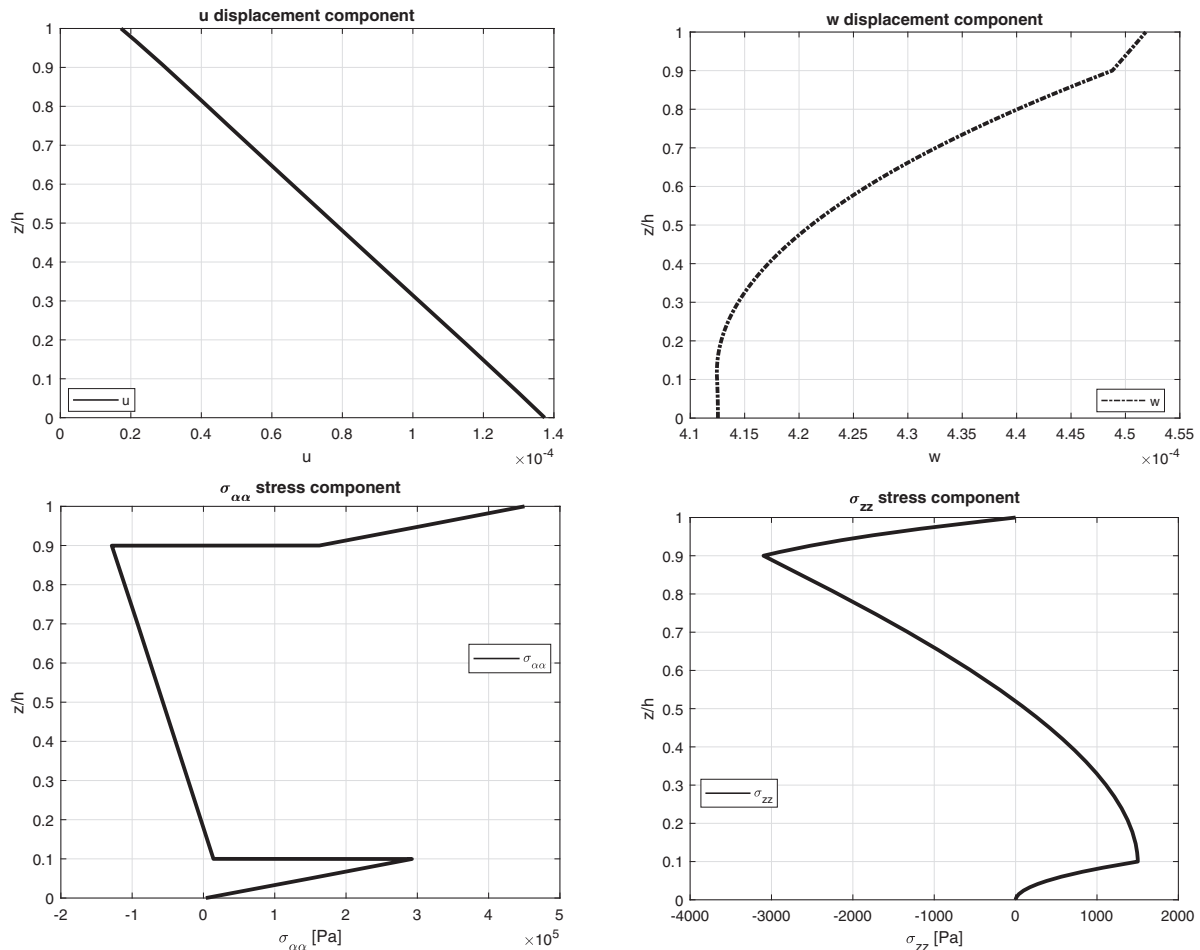 u displacement component
1
0.9
0.8
0.7
0.6
0.5
0.4
0.3
0.2
0.1
0
z/h
u
0 0.2 0.4 0.6 0.8 1 1.2 1.4
u
×10⁻⁴
w displacement component
1
0.9
0.8
0.7
0.6
0.5
0.4
0.3
0.2
0.1
0
z/h
w
4.1 4.15 4.2 4.25 4.3 4.35 4.4 4.45 4.5 4.55
w
×10⁻⁴
σ_αα stress component
1
0.9
0.8
0.7
0.6
0.5
0.4
0.3
0.2
0.1
0
z/h
σ_αα
-2 -1 0 1 2 3 4 5
σ_αα [Pa]
×10⁵
σ_zz stress component
1
0.9
0.8
0.7
0.6
0.5
0.4
0.3
0.2
0.1
0
z/h
σ_zz
-4000 -3000 -2000 -1000 0 1000 2000
σ_zz [Pa]